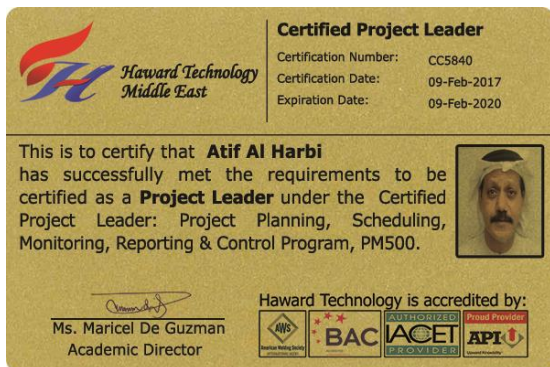 Haward Technology
Middle East
Certified Project Leader
Certification Number: CC5840
Certification Date: 09-Feb-2017
Expiration Date: 09-Feb-2020
This is to certify that Atif Al Harbi
has successfully met the requirements to be
certified as a Project Leader under the Certified
Project Leader: Project Planning, Scheduling,
Monitoring, Reporting & Control Program, PM500.
Ms. Maricel De Guzman
Academic Director
Haward Technology is accredited by:
AWS
American Welding Society
BAC
AUTHORIZED
IACET
PROVIDER
Proud Provider
API